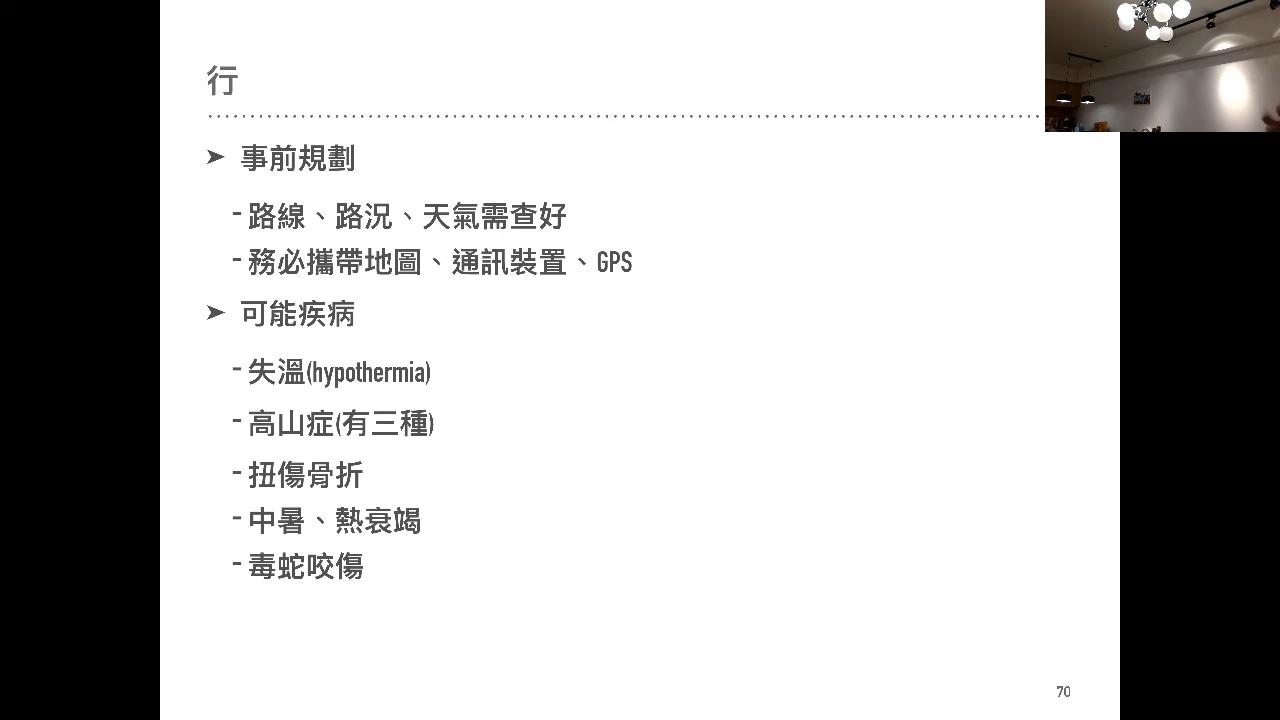 行
➤ 事前規劃
- 路線、路況、天氣需查好
- 務必攜帶地圖、通訊裝置、GPS
➤ 可能疾病
- 失溫(hypothermia)
- 高山症(有三種)
- 扭傷骨折
- 中暑、熱衰竭
- 毒蛇咬傷
70